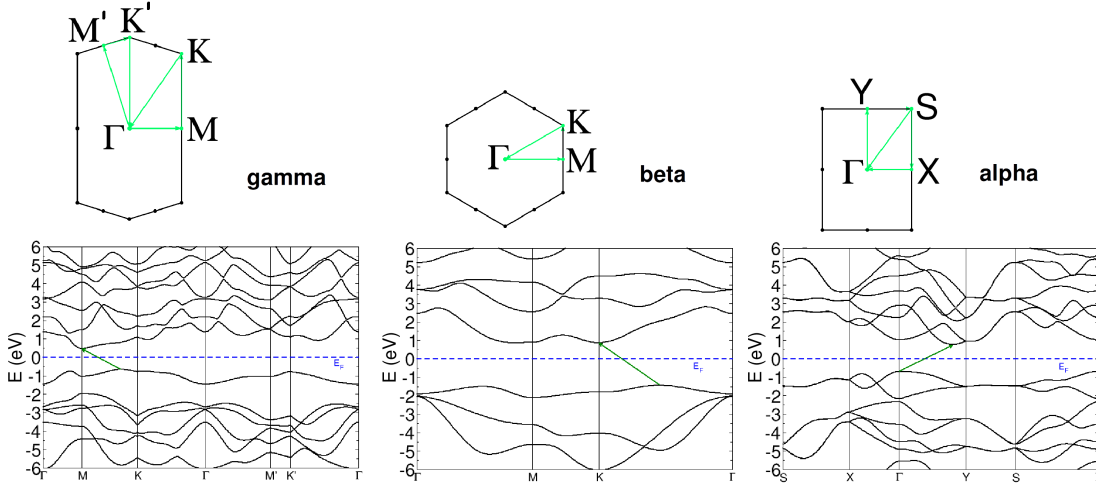 M' K' K
Γ M
gamma
K
Γ M
beta
Y S
Γ X
alpha
E (eV)
6
5
4
3
2
1
0
-1
-2
-3
-4
-5
-6
E_F
Γ M K Γ M' K' Γ
E (eV)
6
5
4
3
2
1
0
-1
-2
-3
-4
-5
-6
E_F
Γ M K Γ
E (eV)
6
5
4
3
2
1
0
-1
-2
-3
-4
-5
-6
E_F
S X Γ Y S